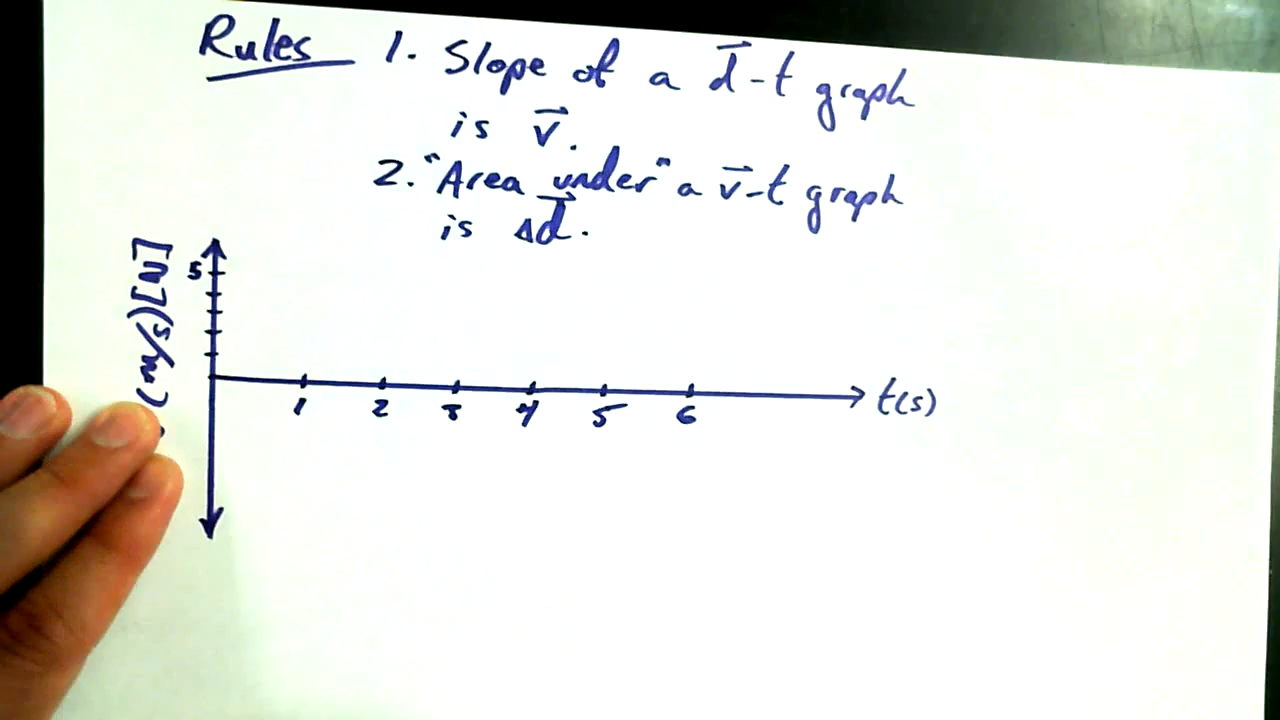 Rules 1. Slope of a d⃗-t graph
is v⃗.
2. "Area under" a v⃗-t graph
is Δd⃗.
5
(m/s)[N]
1 2 3 4 5 6 t(s)